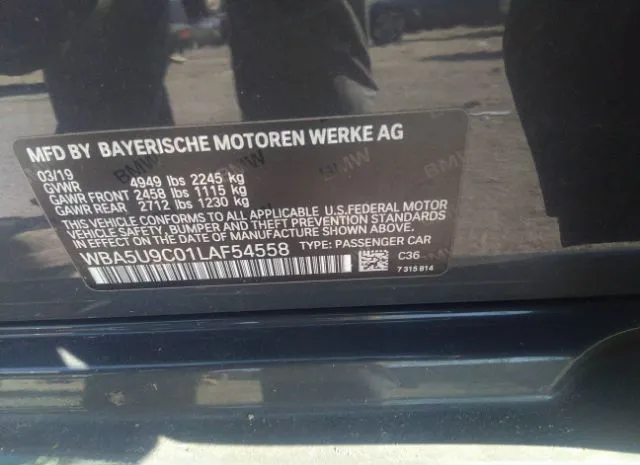 MFD BY BAYERISCHE MOTOREN WERKE AG
03/19
GVWR 4949 lbs 2245 kg
GAWR FRONT 2458 lbs 1115 kg
GAWR REAR 2712 lbs 1230 kg
THIS VEHICLE CONFORMS TO ALL APPLICABLE U.S.FEDERAL MOTOR
VEHICLE SAFETY, BUMPER AND THEFT PREVENTION STANDARDS
IN EFFECT ON THE DATE OF MANUFACTURE SHOWN ABOVE.
WBA5U9C01LAF54558 TYPE: PASSENGER CAR
C36
7 315 814